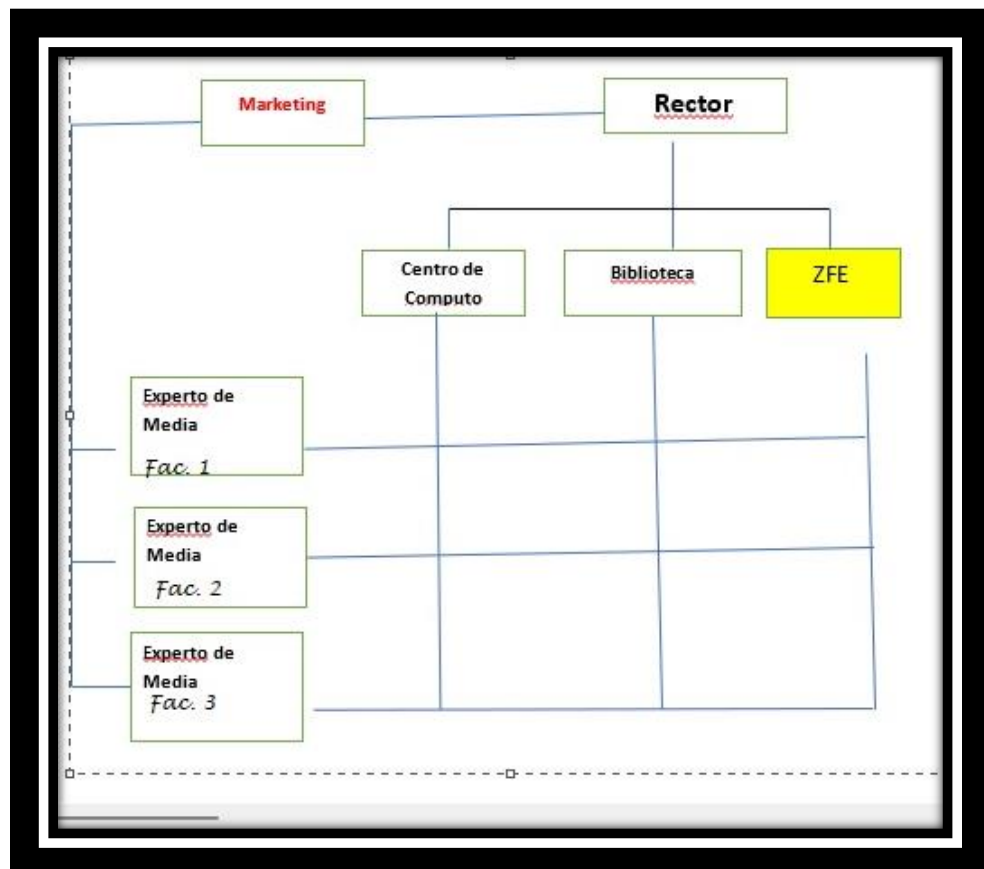 Marketing
Rector
Centro de
Computo
Biblioteca
ZFE
Experto de
Media
Fac. 1
Experto de
Media
Fac. 2
Experto de
Media
Fac. 3